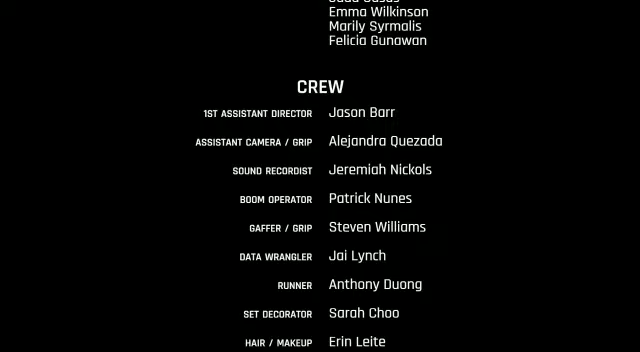 Emma Wilkinson
Marily Syrmalis
Felicia Gunawan
CREW
1ST ASSISTANT DIRECTOR Jason Barr
ASSISTANT CAMERA / GRIP Alejandra Quezada
SOUND RECORDIST Jeremiah Nickols
BOOM OPERATOR Patrick Nunes
GAFFER / GRIP Steven Williams
DATA WRANGLER Jai Lynch
RUNNER Anthony Duong
SET DECORATOR Sarah Choo
HAIR / MAKEUP Erin Leite